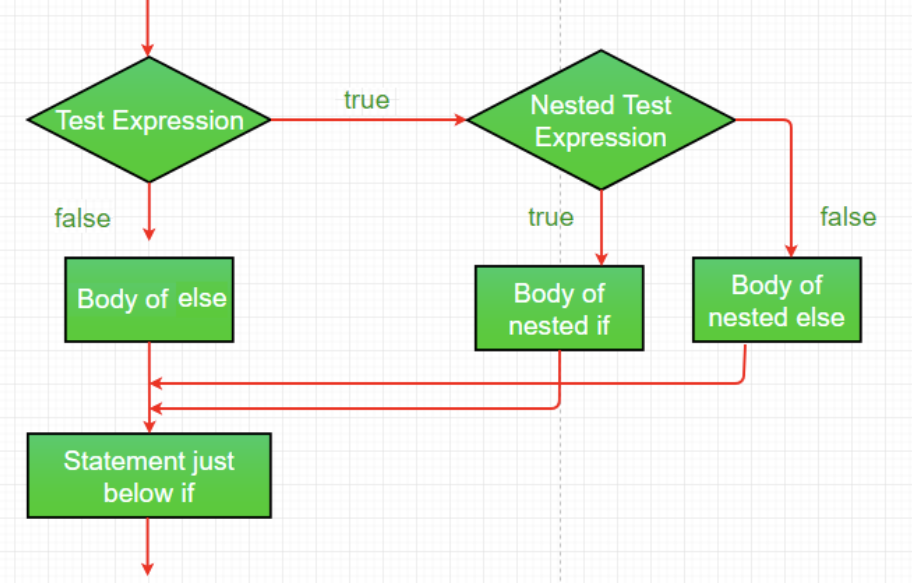 Test Expression
true
Nested Test
Expression
false
true
false
Body of else
Body of
nested if
Body of
nested else
Statement just
below if